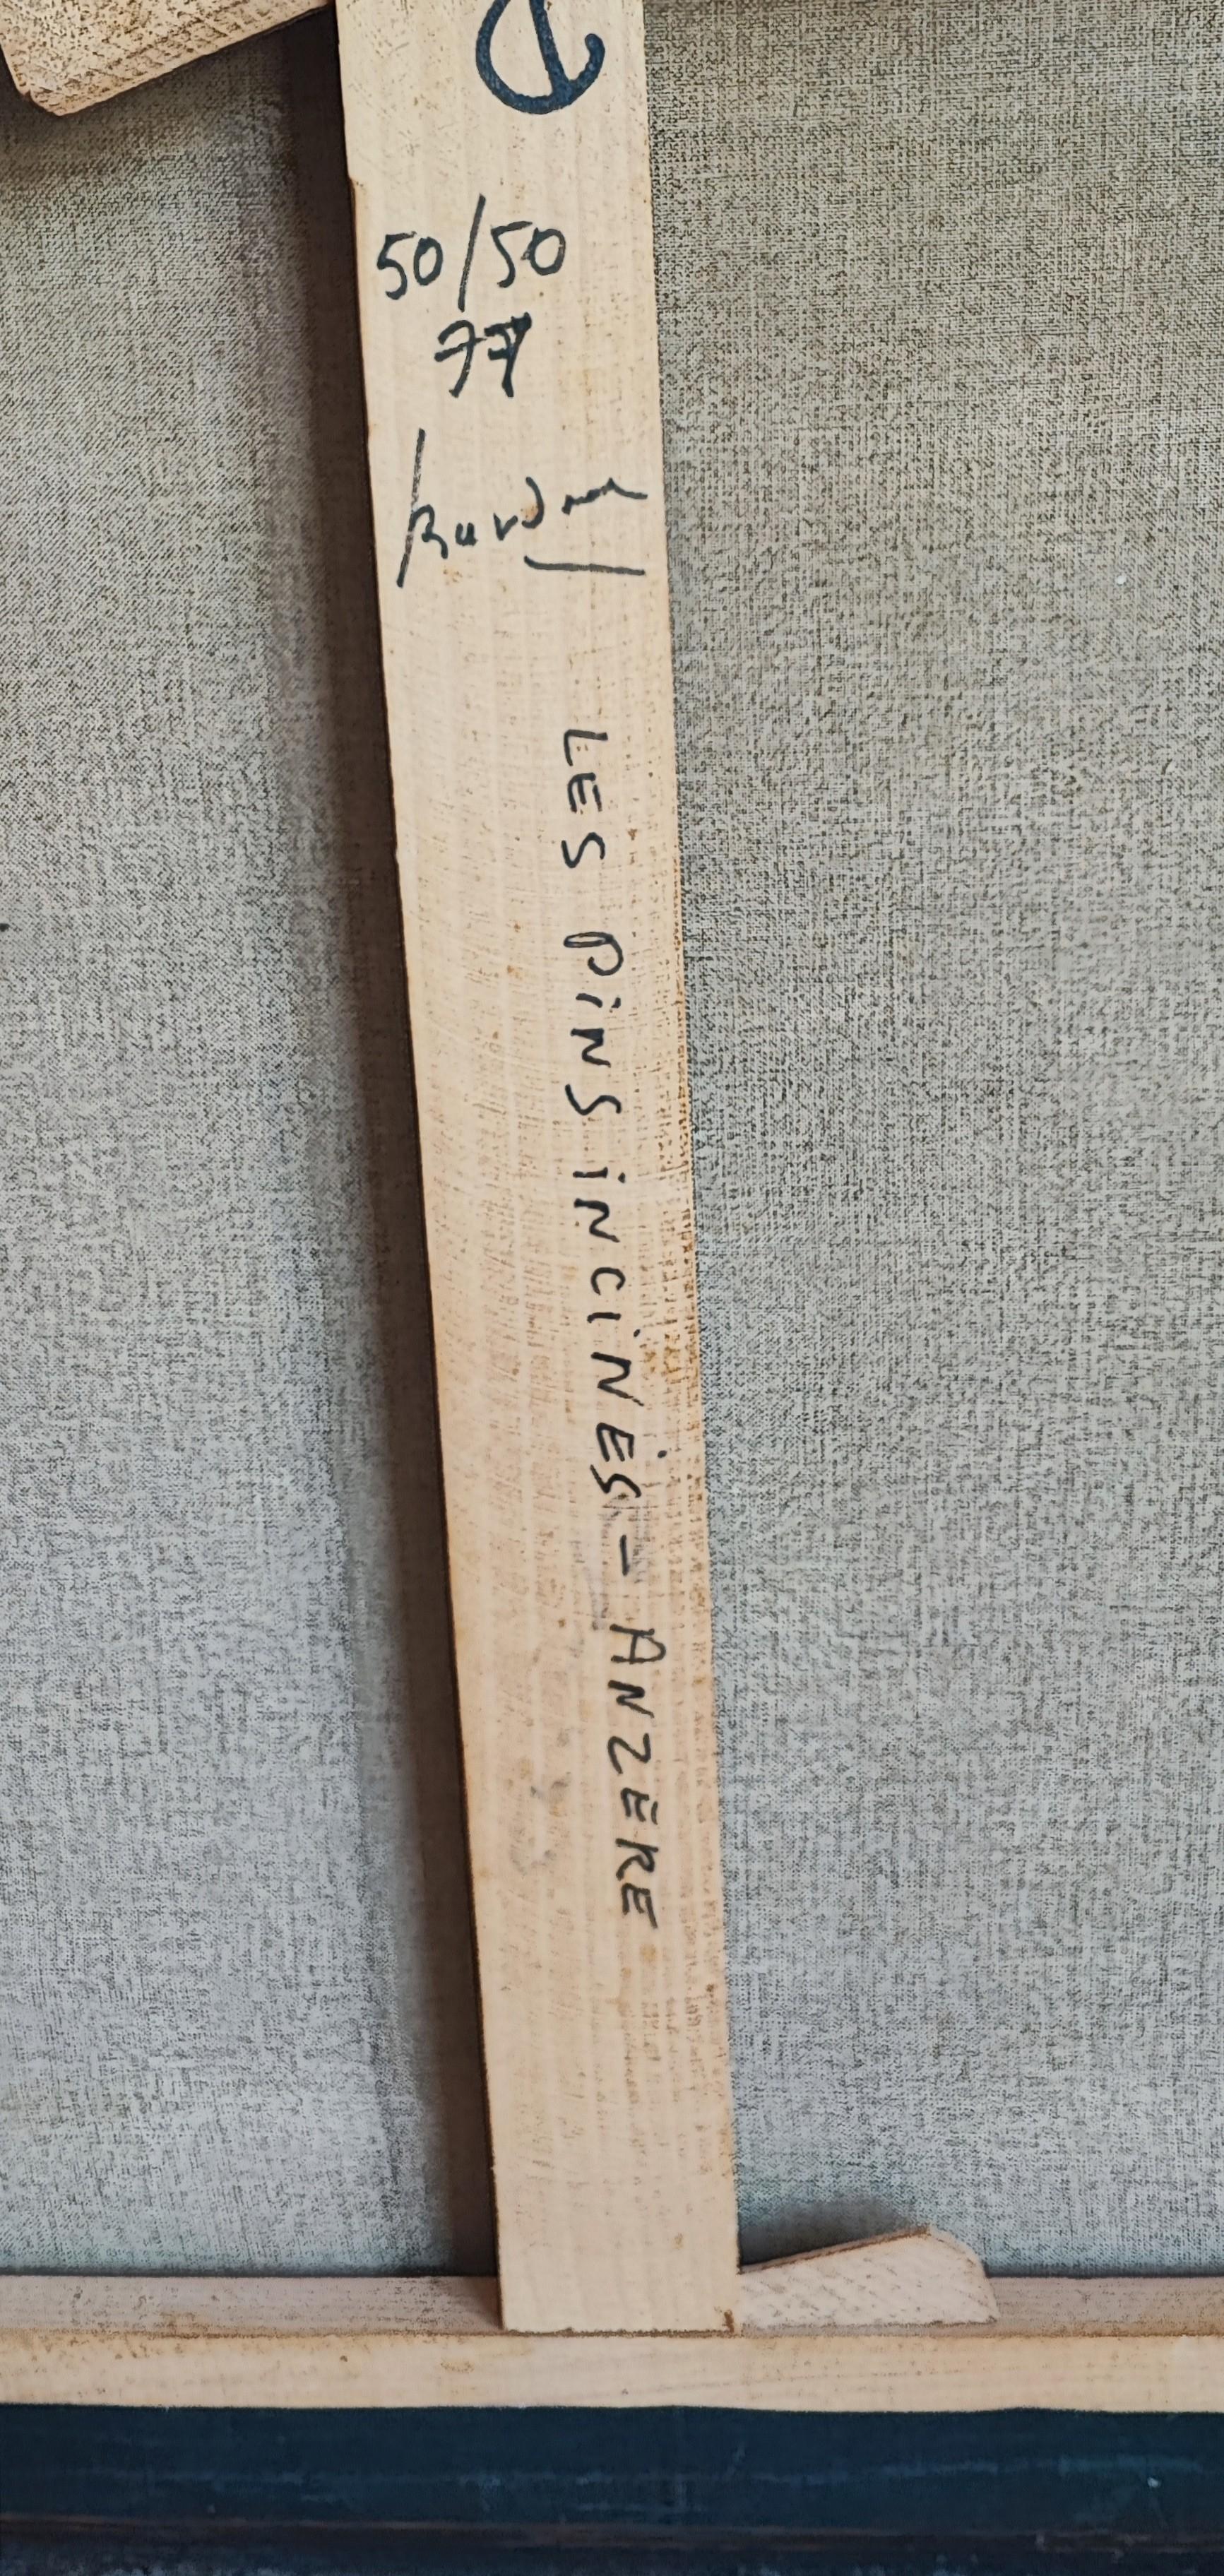 50/50
77
LES PINS INCINÉS - ANZÈRE